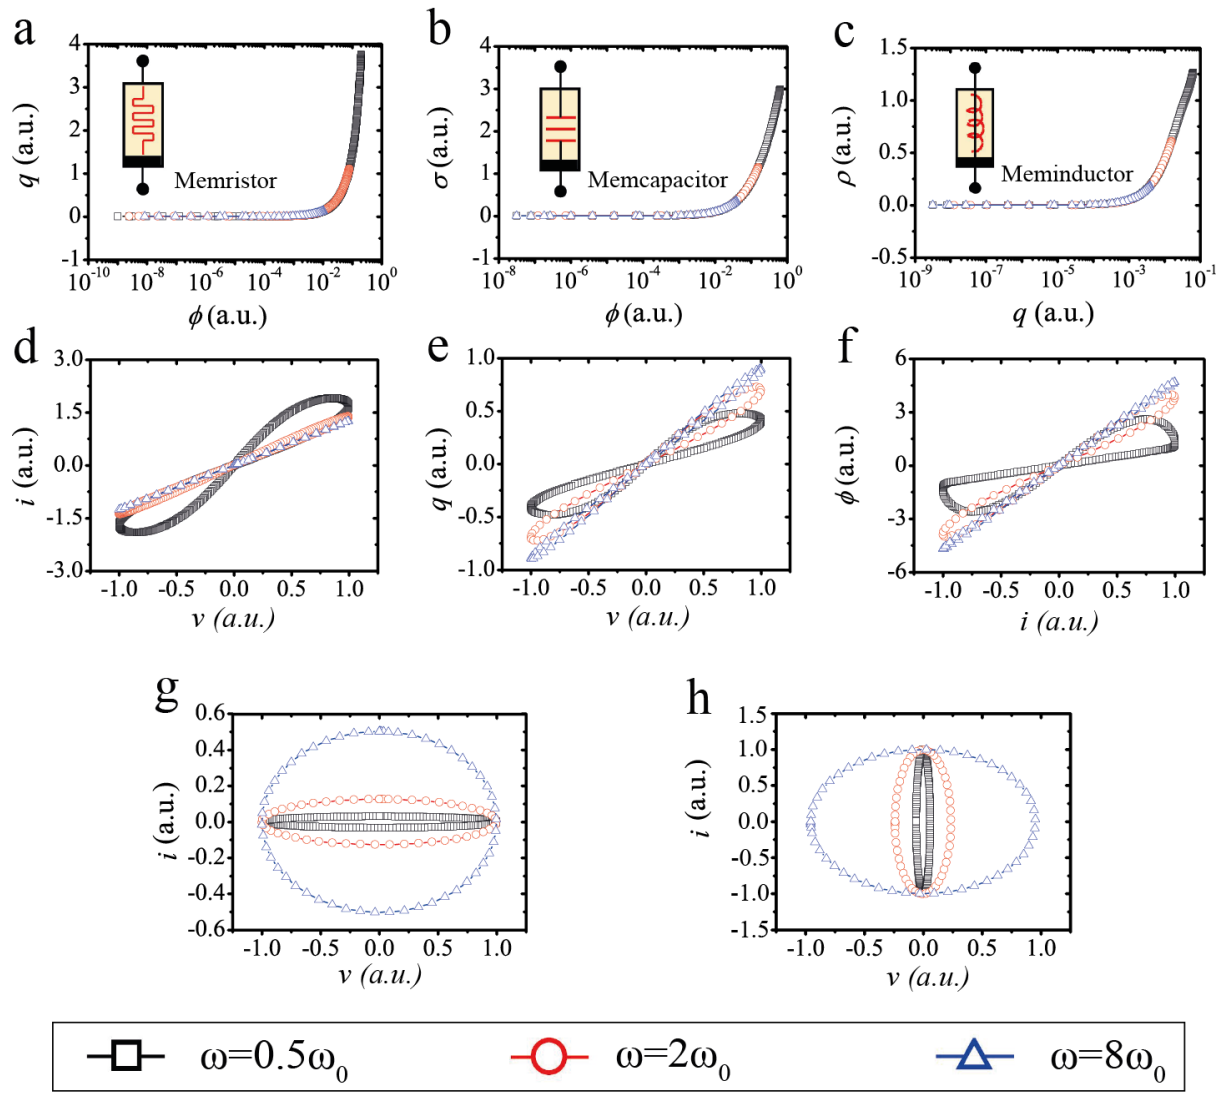 a
q (a.u.)
4
3
2
1
0
-1
10⁻¹⁰ 10⁻⁸ 10⁻⁶ 10⁻⁴ 10⁻² 10⁰
ϕ (a.u.)
Memristor
b
σ (a.u.)
4
3
2
1
0
-1
10⁻⁸ 10⁻⁶ 10⁻⁴ 10⁻² 10⁰
ϕ (a.u.)
Memcapacitor
c
ρ (a.u.)
1.5
1.0
0.5
0.0
-0.5
10⁻⁹ 10⁻⁷ 10⁻⁵ 10⁻³ 10⁻¹
q (a.u.)
Meminductor
d
i (a.u.)
3.0
1.5
0.0
-1.5
-3.0
-1.0 -0.5 0.0 0.5 1.0
v (a.u.)
e
q (a.u.)
1.0
0.5
0.0
-0.5
-1.0
-1.0 -0.5 0.0 0.5 1.0
v (a.u.)
f
ϕ (a.u.)
6
3
0
-3
-6
-1.0 -0.5 0.0 0.5 1.0
i (a.u.)
g
i (a.u.)
0.6
0.4
0.2
0.0
-0.2
-0.4
-0.6
-1.0 -0.5 0.0 0.5 1.0
v (a.u.)
h
i (a.u.)
1.5
1.0
0.5
0.0
-0.5
-1.0
-1.5
-1.0 -0.5 0.0 0.5 1.0
v (a.u.)
ω=0.5ω₀ ω=2ω₀ ω=8ω₀